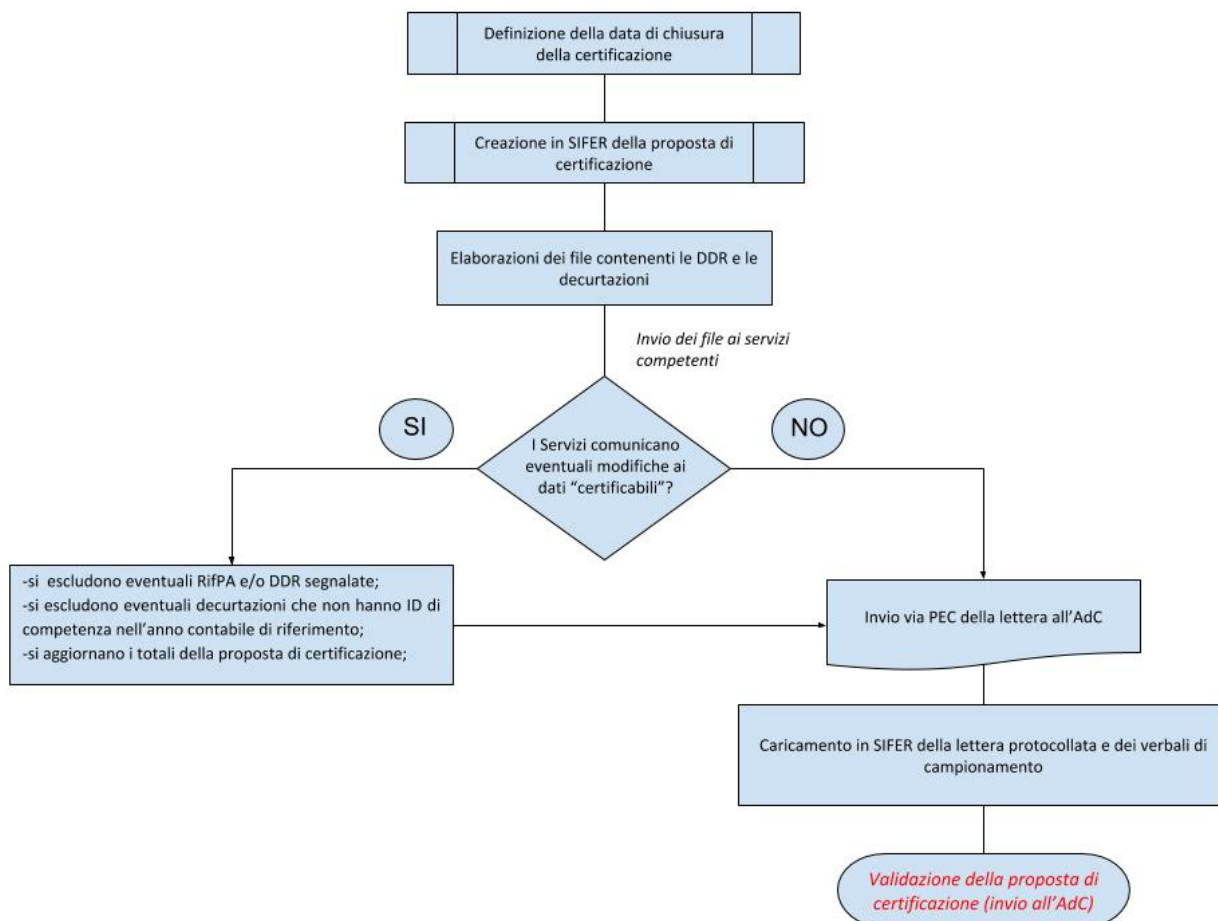 Definizione della data di chiusura
della certificazione
Creazione in SIFER della proposta di
certificazione
Elaborazioni dei file contenenti le DDR e le
decurtazioni
Invio dei file ai servizi
competenti
SI
NO
I Servizi comunicano
eventuali modifiche ai
dati “certificabili”?
-si escludono eventuali RifPA e/o DDR segnalate;
-si escludono eventuali decurtazioni che non hanno ID di
competenza nell’anno contabile di riferimento;
-si aggiornano i totali della proposta di certificazione;
Invio via PEC della lettera all’AdC
Caricamento in SIFER della lettera protocollata e dei verbali di
campionamento
Validazione della proposta di
certificazione (invio all’AdC)